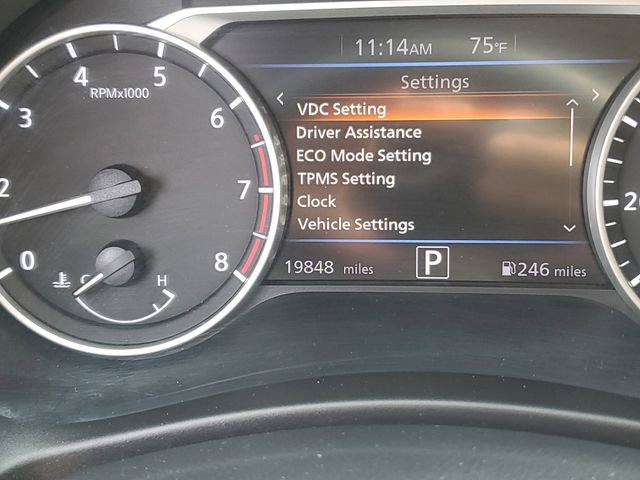 11:14AM 75°F
Settings
VDC Setting
Driver Assistance
ECO Mode Setting
TPMS Setting
Clock
Vehicle Settings
19848 miles P 246 miles
RPMx1000
0
2
3
4
5
6
7
8
C H